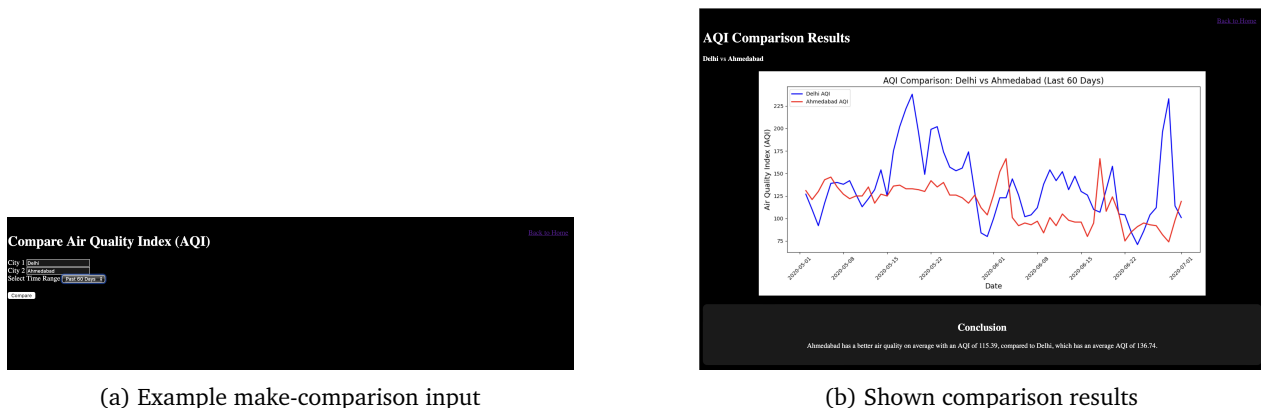 Back to Home
Compare Air Quality Index (AQI)
City 1 Delhi
City 2 Ahmedabad
Select Time Range Past 60 Days
Compare
(a) Example make-comparison input
Back to Home
AQI Comparison Results
Delhi vs Ahmedabad
AQI Comparison: Delhi vs Ahmedabad (Last 60 Days)
Delhi AQI
Ahmedabad AQI
Air Quality Index (AQI)
225
200
175
150
125
100
75
2020-05-01
2020-05-08
2020-05-15
2020-05-22
2020-06-01
2020-06-08
2020-06-15
2020-06-22
2020-07-01
Date
Conclusion
Ahmedabad has a better air quality on average with an AQI of 115.39, compared to Delhi, which has an average AQI of 136.74.
(b) Shown comparison results